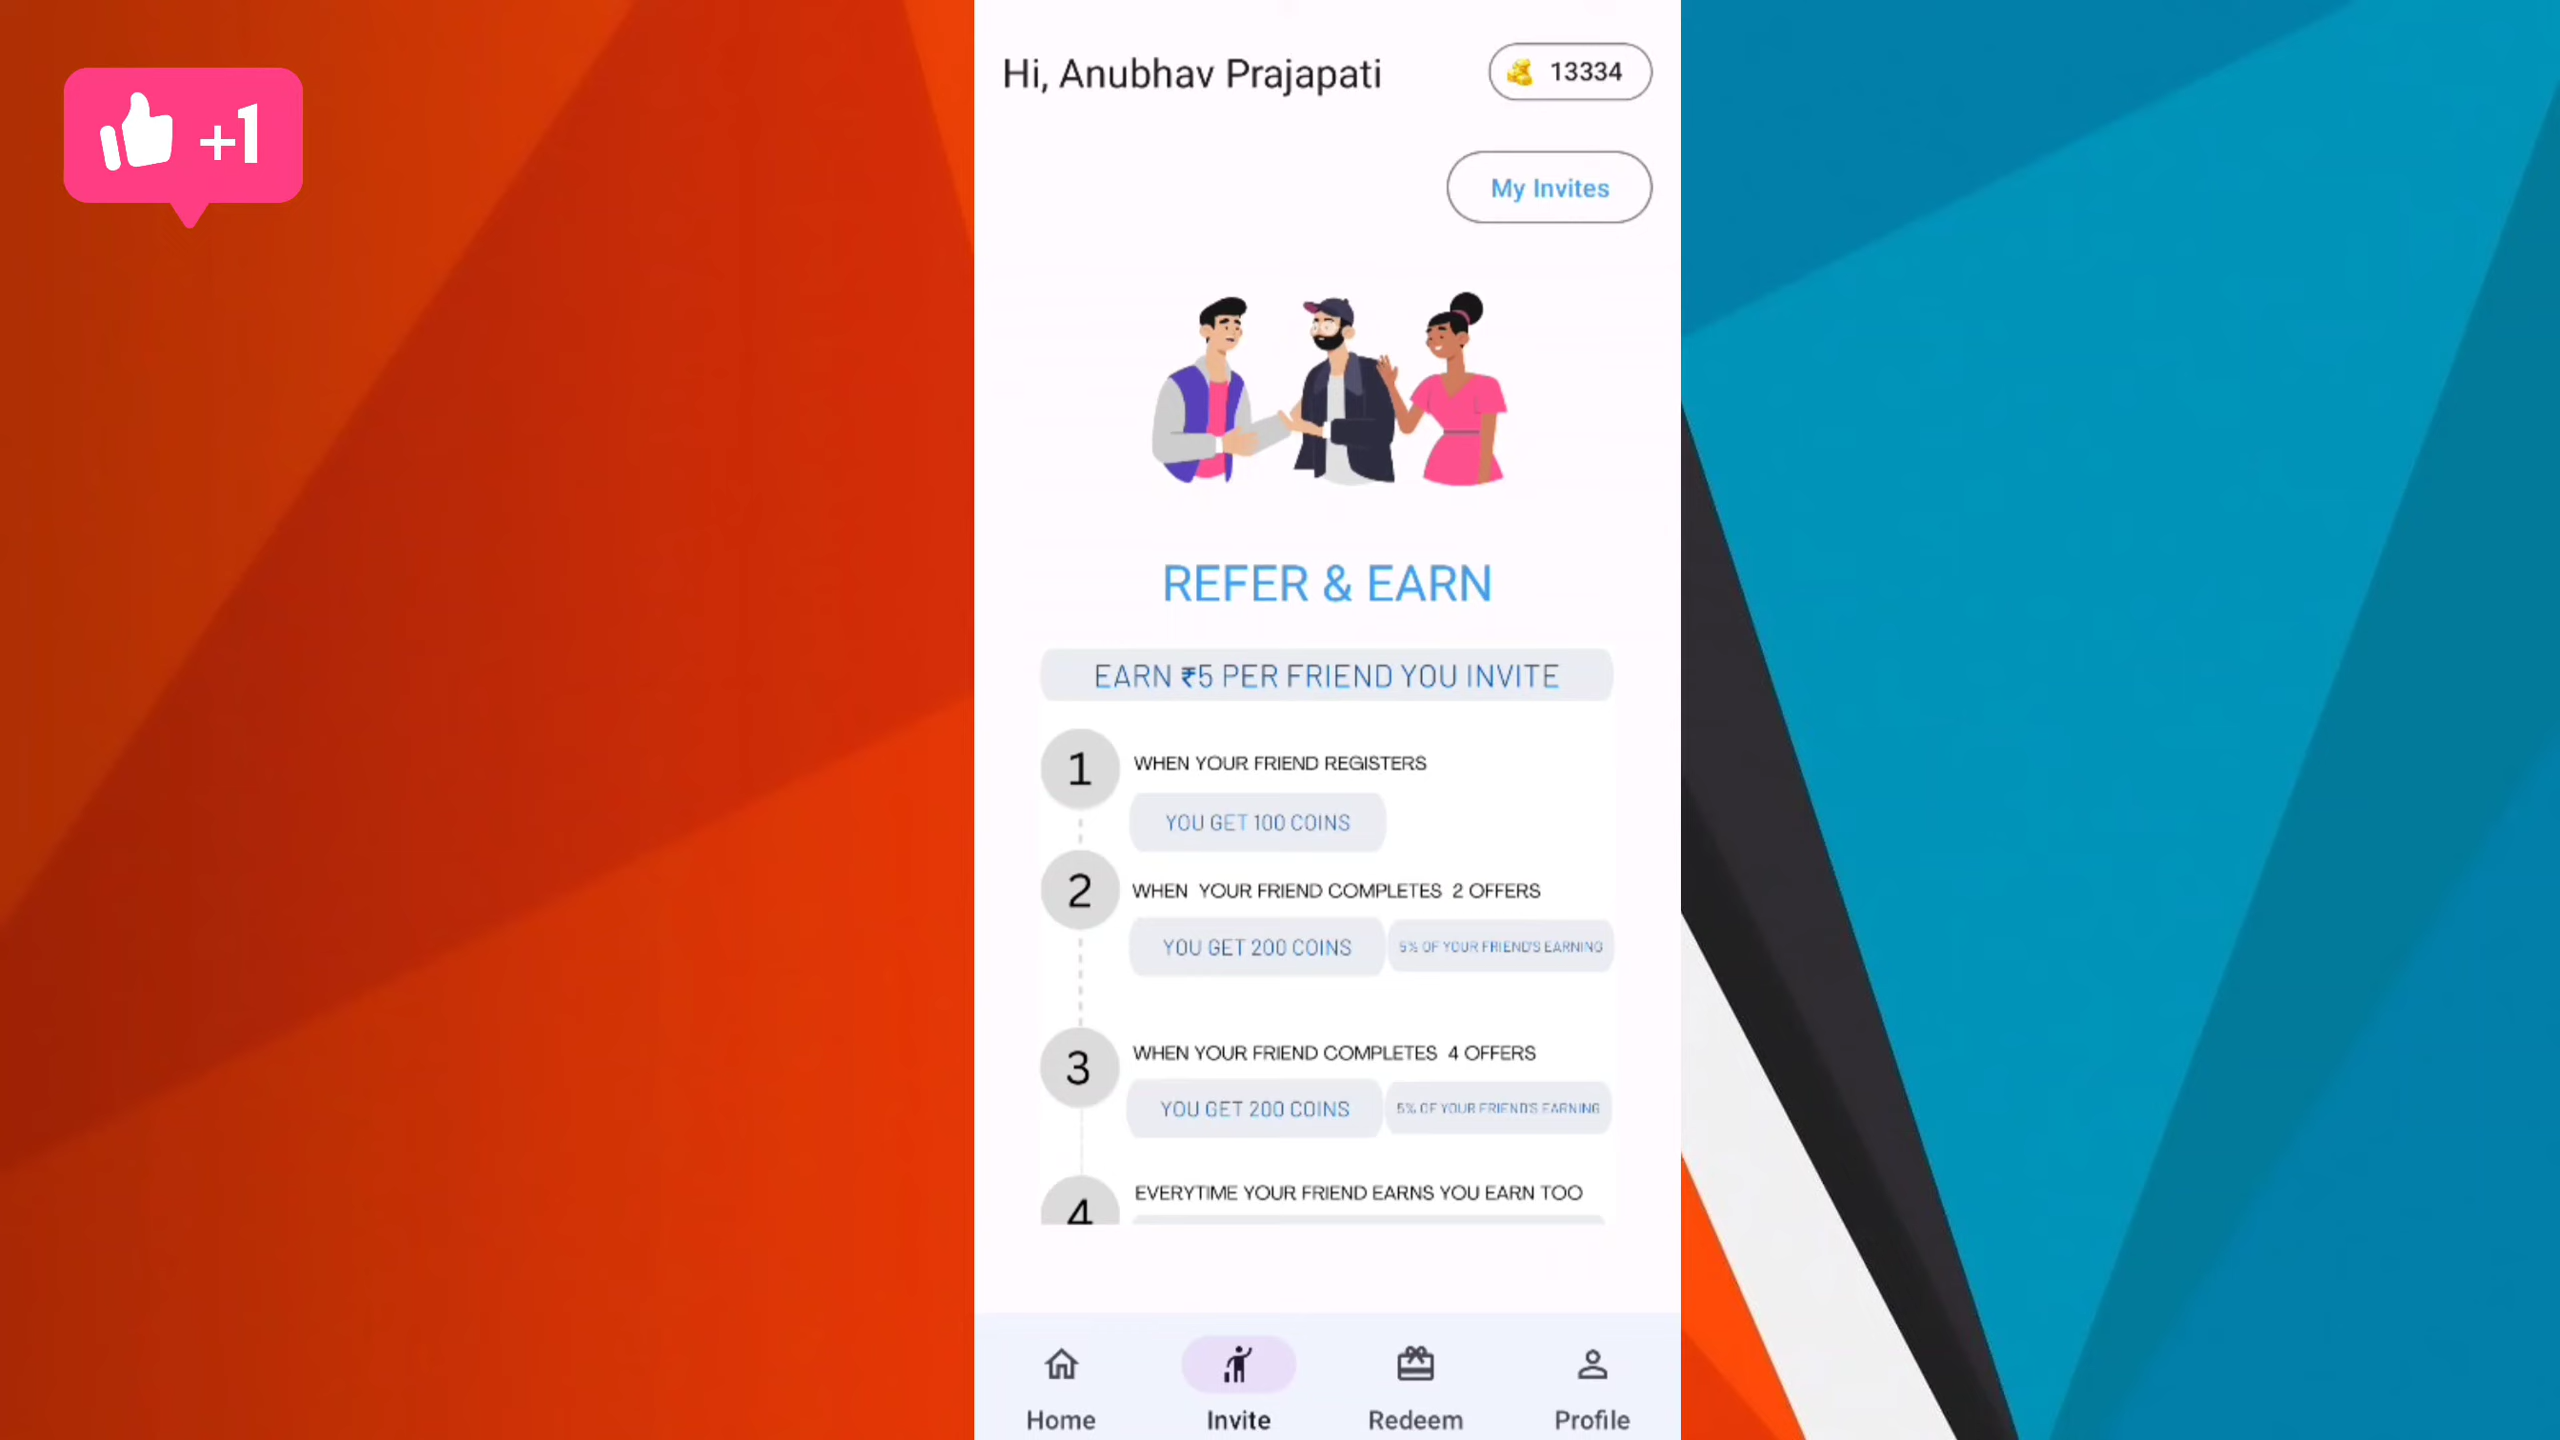 +1
Hi, Anubhav Prajapati
13334
My Invites
REFER & EARN
EARN ₹5 PER FRIEND YOU INVITE
1
WHEN YOUR FRIEND REGISTERS
YOU GET 100 COINS
2
WHEN YOUR FRIEND COMPLETES 2 OFFERS
YOU GET 200 COINS
5% OF YOUR FRIEND'S EARNING
3
WHEN YOUR FRIEND COMPLETES 4 OFFERS
YOU GET 200 COINS
5% OF YOUR FRIEND'S EARNING
4
EVERYTIME YOUR FRIEND EARNS YOU EARN TOO
Home
Invite
Redeem
Profile